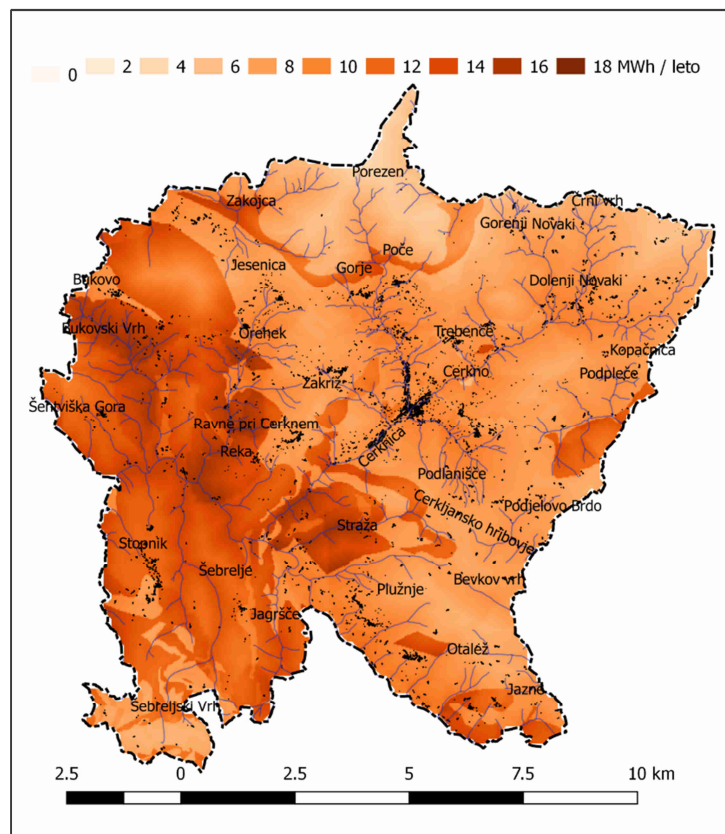 0 2 4 6 8 10 12 14 16 18 MWh / leto
Porezen
Zakojca
Črni vrh
Gorenji Novaki
Poče
Jesenica
Gorje
Bukovo
Dolenji Novaki
Bukovski Vrh
Orehek
Trebenče
Kopačnica
Zakriž
Cerkno
Podpleče
Šentviška Gora
Ravne pri Cerknem
Cerknica
Reka
Podlanišče
Cerkljansko hribovje
Podjelovo Brdo
Straža
Stopnik
Šebrelje
Bevkov vrh
Plužnje
Jagršče
Otalež
Jazne
Šebreljski Vrh
2.5 0 2.5 5 7.5 10 km